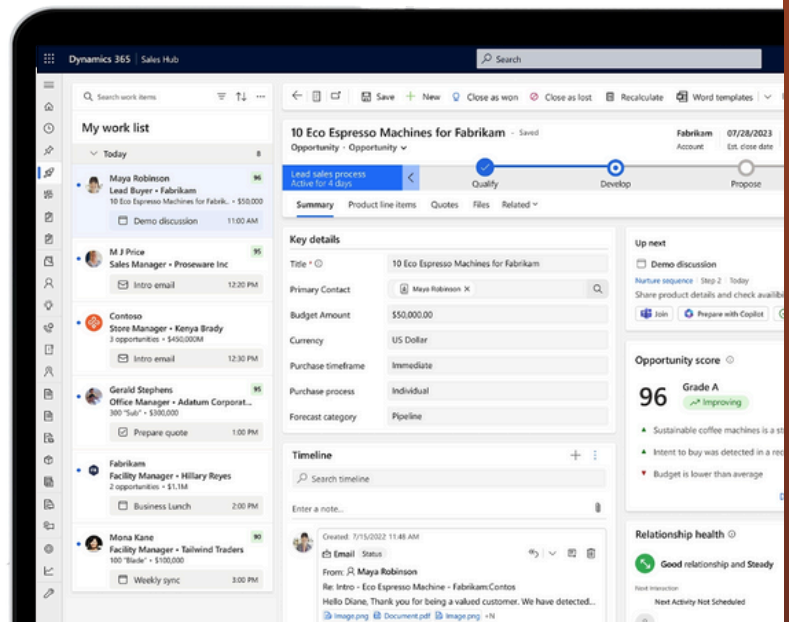 Dynamics 365 | Sales Hub
Search
Search work items
My work list
Today 8
Maya Robinson 96
Lead Buyer • Fabrikam
10 Eco Espresso Machines for Fabrik.. • $50,000
Demo discussion 11:00 AM
M J Price 95
Sales Manager • Proseware Inc
Intro email 12:20 PM
Contoso
Store Manager • Kenya Brady
3 opportunities • $450,000M
Intro email 12:30 PM
Gerald Stephens 95
Office Manager • Adatum Corporat...
300 "Sub" • $300,000
Prepare quote 1:00 PM
Fabrikam
Facility Manager • Hillary Reyes
2 opportunities • $1,1M
Business Lunch 2:00 PM
Mona Kane 90
Facility Manager • Tailwind Traders
100 "Blade" • $100,000
Weekly sync 3:00 PM
Save New Close as won Close as lost Recalculate Word templates
10 Eco Espresso Machines for Fabrikam - Saved
Opportunity · Opportunity
Fabrikam 07/28/2023
Account Est. close date
Lead sales process
Active for 4 days
Qualify Develop Propose
Summary Product line items Quotes Files Related
Key details
Title * 10 Eco Espresso Machines for Fabrikam
Primary Contact Maya Robinson X
Budget Amount $50,000.00
Currency US Dollar
Purchase timeframe Immediate
Purchase process Individual
Forecast category Pipeline
Timeline
Search timeline
Enter a note...
Created: 7/15/2022 11:48 AM
Email Status
From: Maya Robinson
Re: Intro - Eco Espresso Machine - Fabrikam:Contos
Hello Diane, Thank you for being a valued customer. We have detected...
Image.png Document.pdf Image.png +N
Up next
Demo discussion
Nurture sequence | Step 2 | Today
Share product details and check availibi
Join Prepare with Copilot
Opportunity score
96 Grade A
Improving
Sustainable coffee machines is a st
Intent to buy was detected in a rec
Budget is lower than average
Relationship health
Good relationship and Steady
Next Interaction
Next Activity Not Scheduled